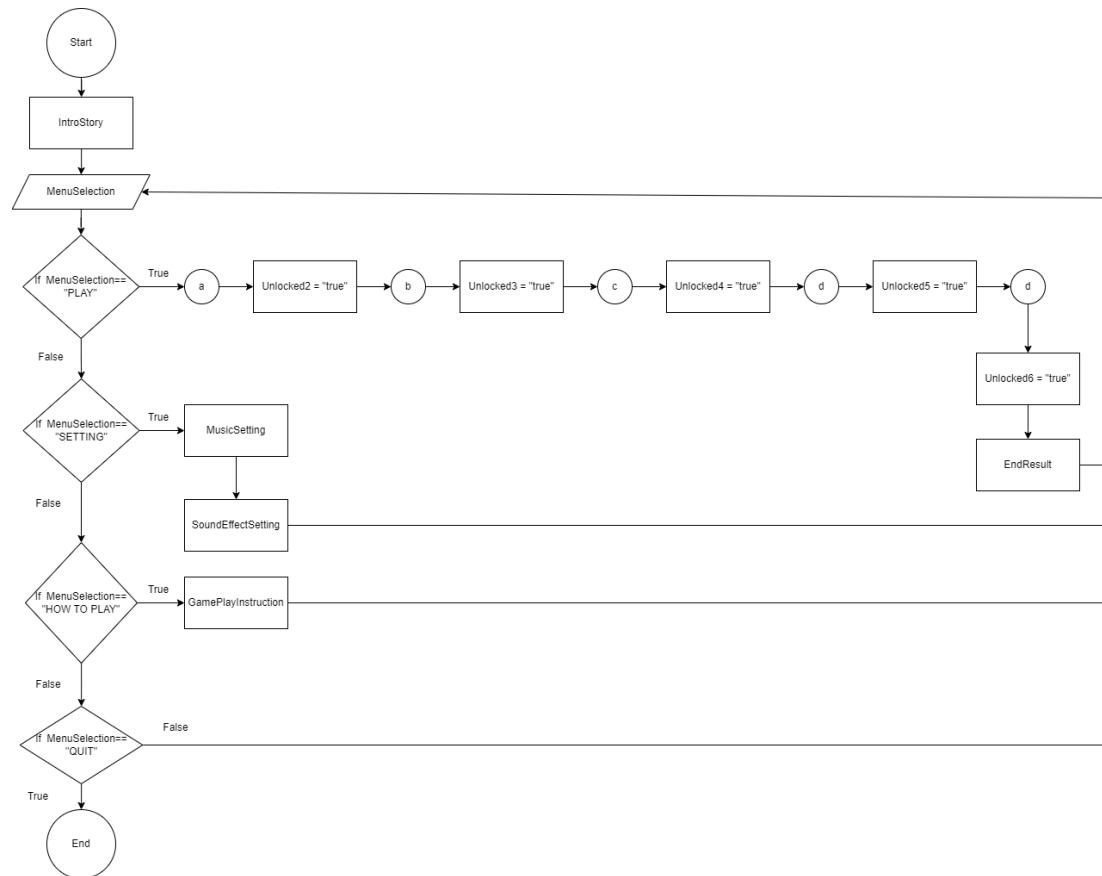 Start
IntroStory
MenuSelection
If MenuSelection==
"PLAY"
True
a
Unlocked2 = "true"
b
Unlocked3 = "true"
c
Unlocked4 = "true"
d
Unlocked5 = "true"
d
False
Unlocked6 = "true"
EndResult
If MenuSelection==
"SETTING"
True
MusicSetting
False
SoundEffectSetting
If MenuSelection==
"HOW TO PLAY"
True
GamePlayInstruction
False
If MenuSelection==
"QUIT"
False
True
End